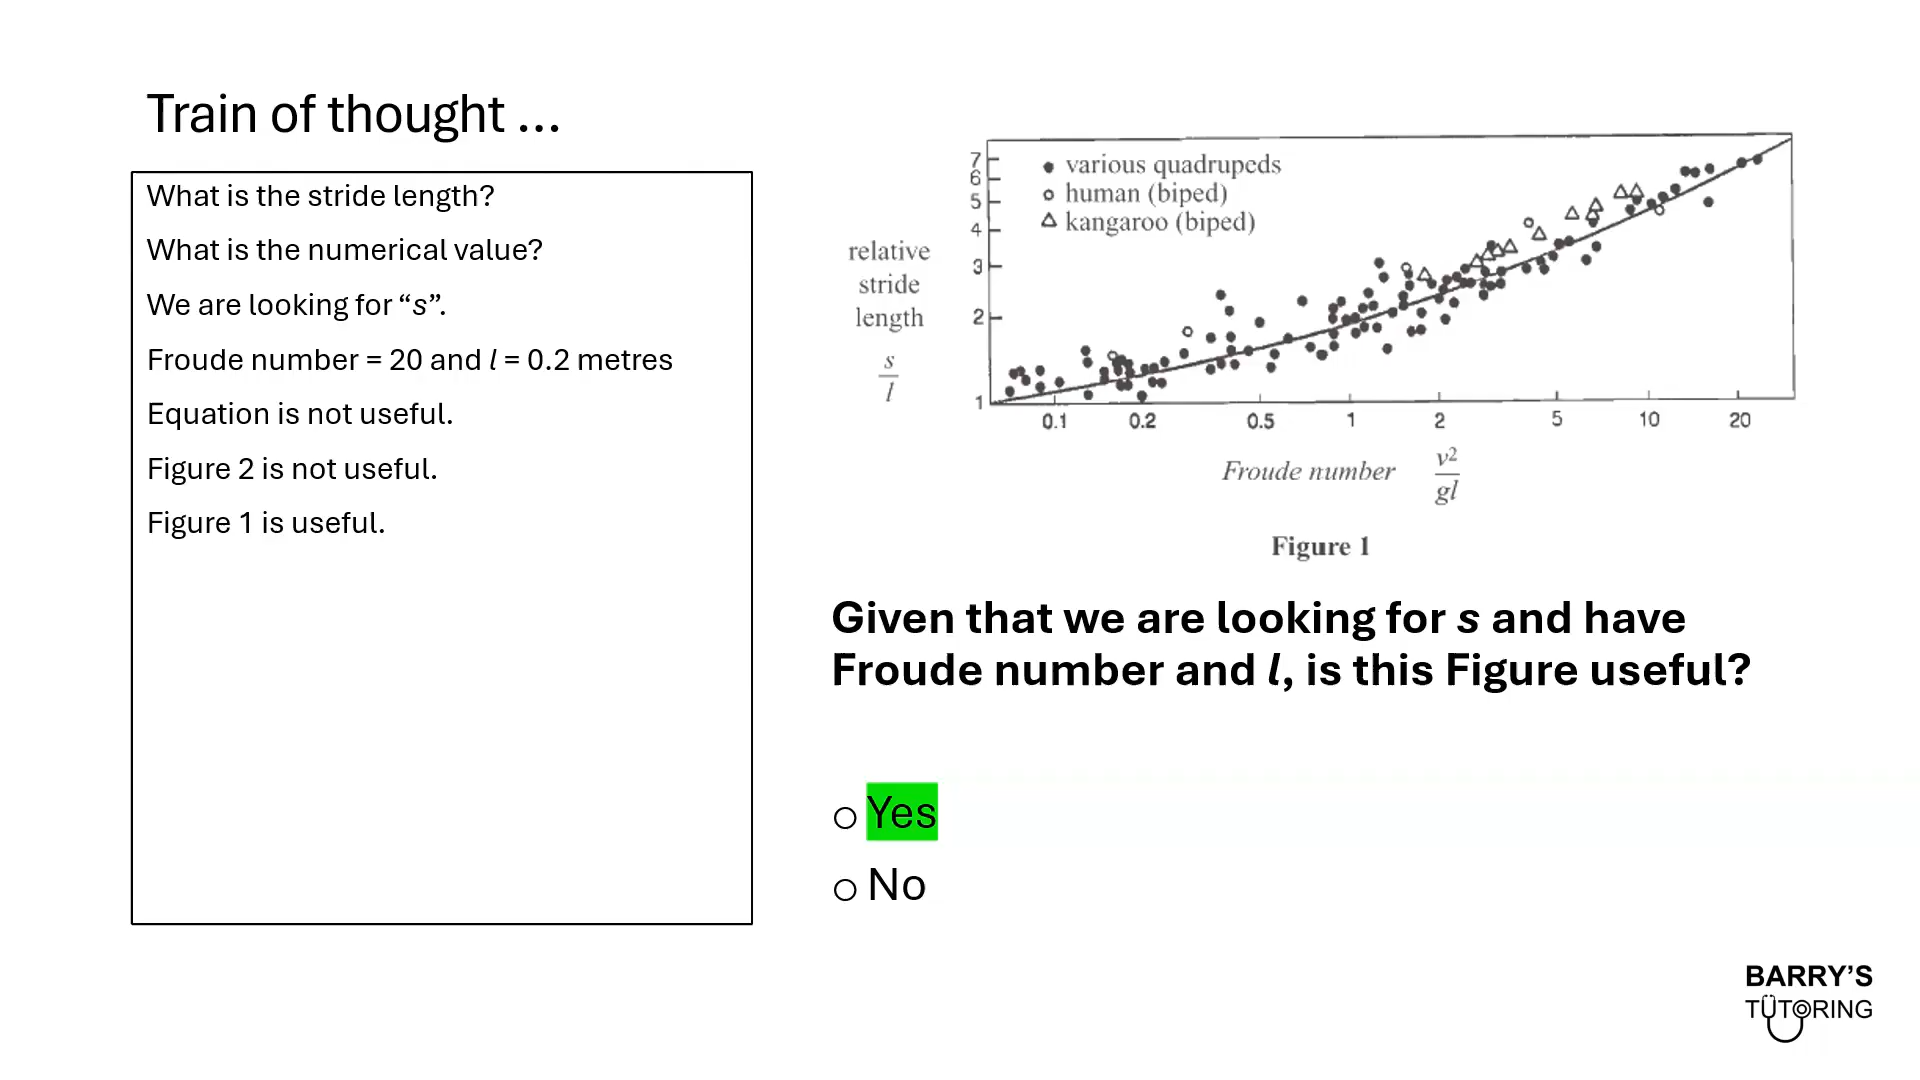 Train of thought ...
What is the stride length?
What is the numerical value?
We are looking for “s”.
Froude number = 20 and l = 0.2 metres
Equation is not useful.
Figure 2 is not useful.
Figure 1 is useful.
various quadrupeds
human (biped)
kangaroo (biped)
relative
stride
length
s
l
7
6
5
4
3
2
1
0.1 0.2 0.5 1 2 5 10 20
Froude number v²
gl
Figure 1
Given that we are looking for s and have
Froude number and l, is this Figure useful?
Yes
No
BARRY’S
TÜTORING